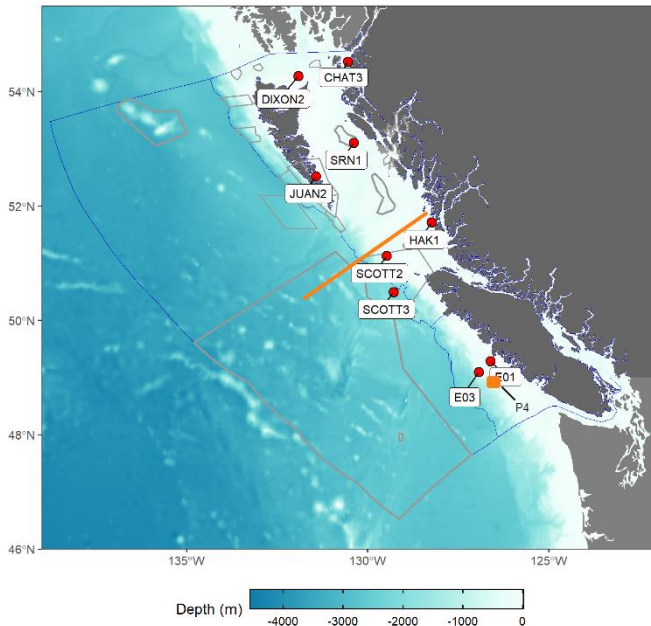 54°N
52°N
50°N
48°N
46°N
CHAT3
DIXON2
SRN1
JUAN2
HAK1
SCOTT2
SCOTT3
E01
E03
P4
135°W
130°W
125°W
Depth (m)
-4000
-3000
-2000
-1000
0